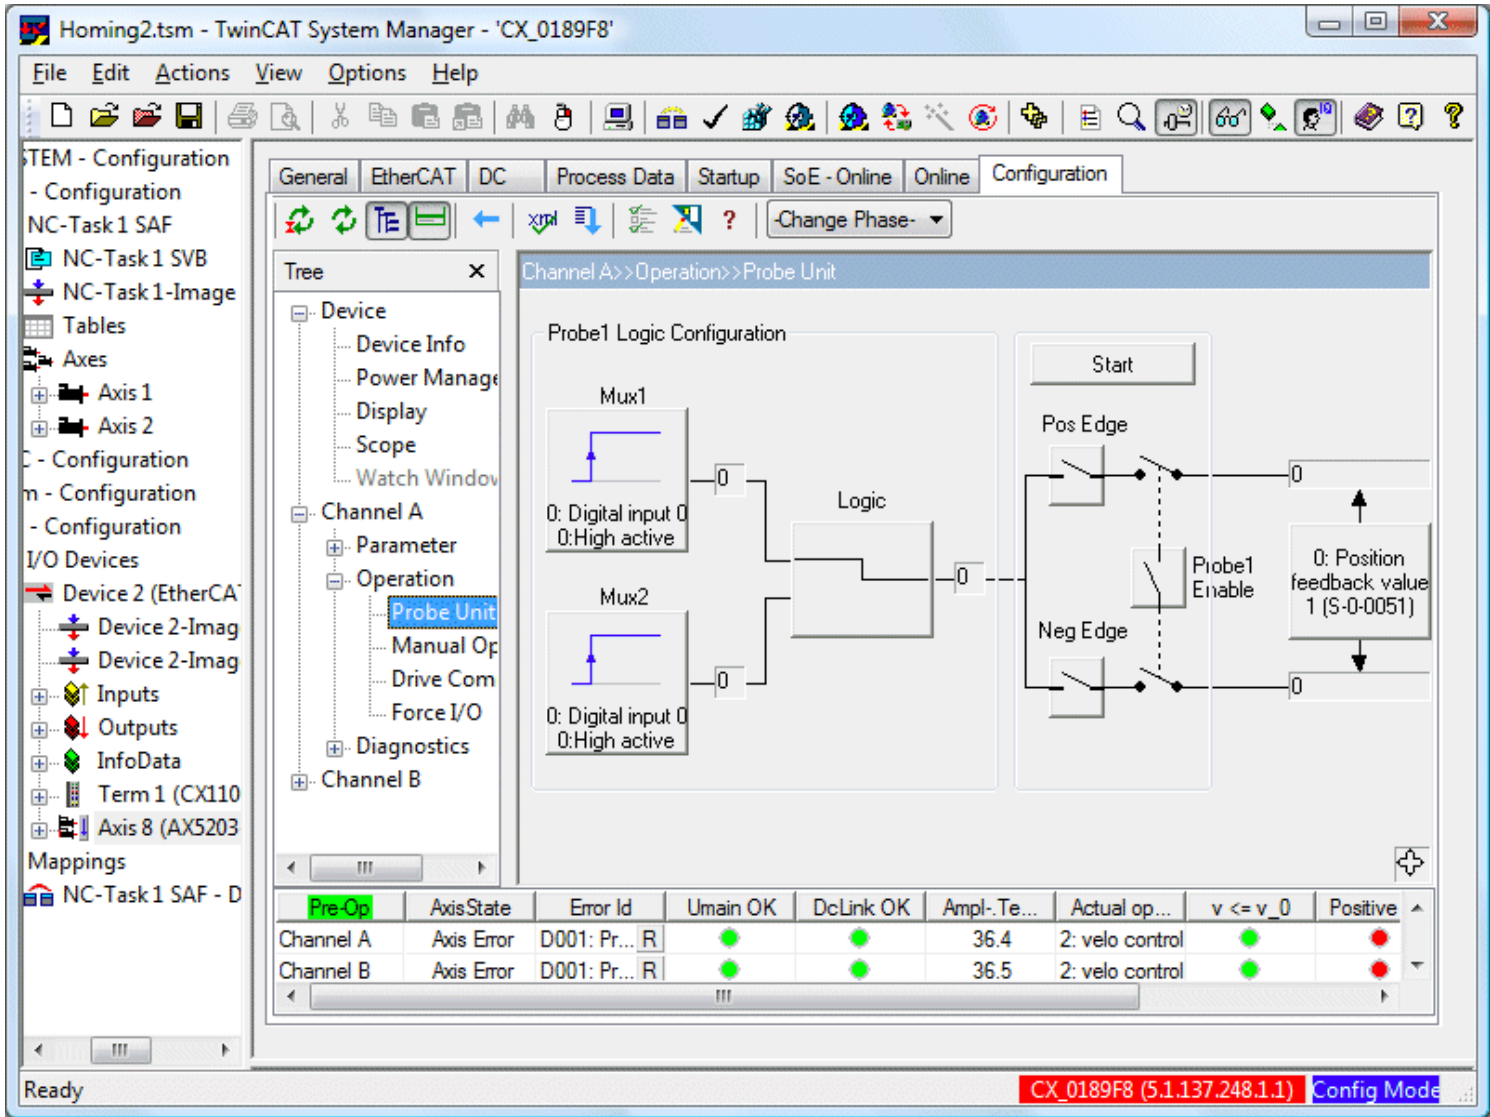 Homing2.tsm - TwinCAT System Manager - 'CX_0189F8'
File Edit Actions View Options Help
STEM - Configuration
- Configuration
NC-Task 1 SAF
NC-Task 1 SVB
NC-Task 1-Image
Tables
Axes
Axis 1
Axis 2
C - Configuration
m - Configuration
- Configuration
I/O Devices
Device 2 (EtherCA
Device 2-Imag
Device 2-Imag
Inputs
Outputs
InfoData
Term 1 (CX110
Axis 8 (AX5203
Mappings
NC-Task 1 SAF - D
General EtherCAT DC Process Data Startup SoE - Online Online Configuration
xml ? -Change Phase-
Tree X
Device
Device Info
Power Manage
Display
Scope
Watch Window
Channel A
Parameter
Operation
Probe Unit
Manual Op
Drive Com
Force I/O
Diagnostics
Channel B
Channel A>>Operation>>Probe Unit
Probe1 Logic Configuration
Mux1
0: Digital input 0
0:High active
0
Mux2
0: Digital input 0
0:High active
0
Logic
0
Start
Pos Edge
Probe1
Enable
Neg Edge
0
0: Position
feedback value
1 (S-0-0051)
0
Pre-Op AxisState Error Id Umain OK DcLink OK Ampl-.Te... Actual op... v <= v_0 Positive
Channel A Axis Error D001: Pr... R 36.4 2: velo control
Channel B Axis Error D001: Pr... R 36.5 2: velo control
Ready CX_0189F8 (5.1.137.248.1.1) Config Mode